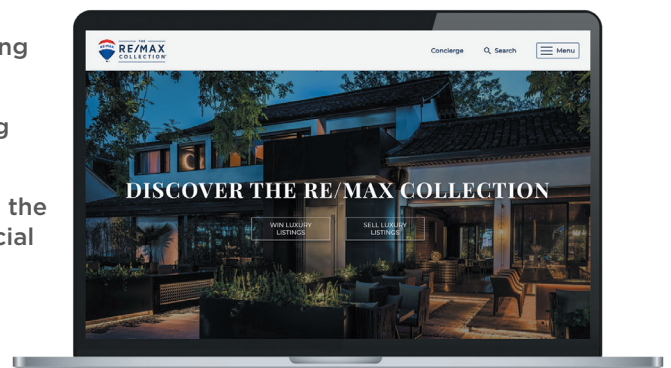 ng
g
the
cial
THE
RE/MAX
COLLECTION
Concierge
Search
Menu
DISCOVER THE RE/MAX COLLECTION
WIN LUXURY
LISTINGS
SELL LUXURY
LISTINGS